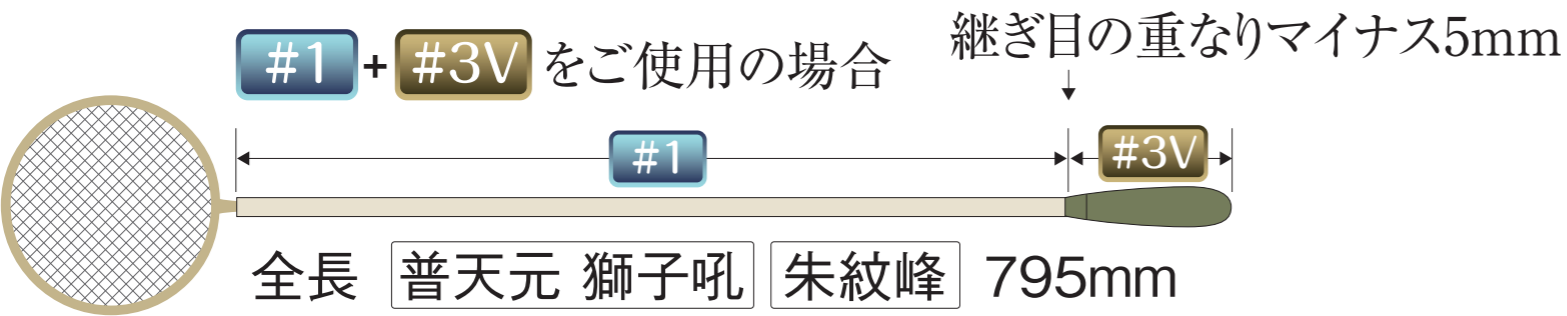 #1 + #3V をご使用の場合
継ぎ目の重なりマイナス5mm
#1
#3V
全長 普天元 獅子吼 朱紋峰 795mm